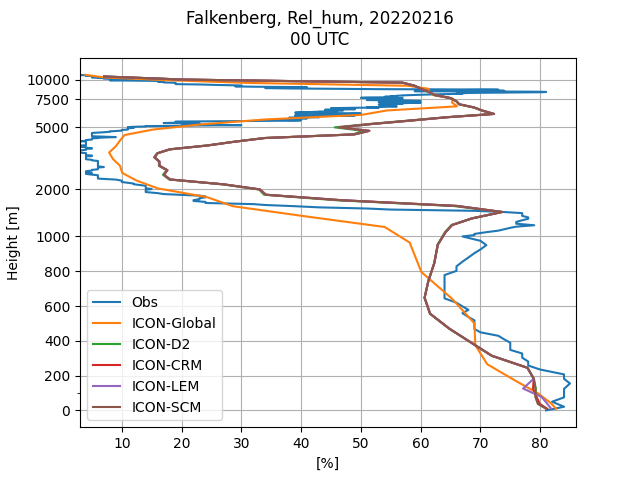 Falkenberg, Rel_hum, 20220216
00 UTC
Height [m]
10000
7500
5000
2000
1000
800
600
400
200
0
Obs
ICON-Global
ICON-D2
ICON-CRM
ICON-LEM
ICON-SCM
10 20 30 40 50 60 70 80
[%]